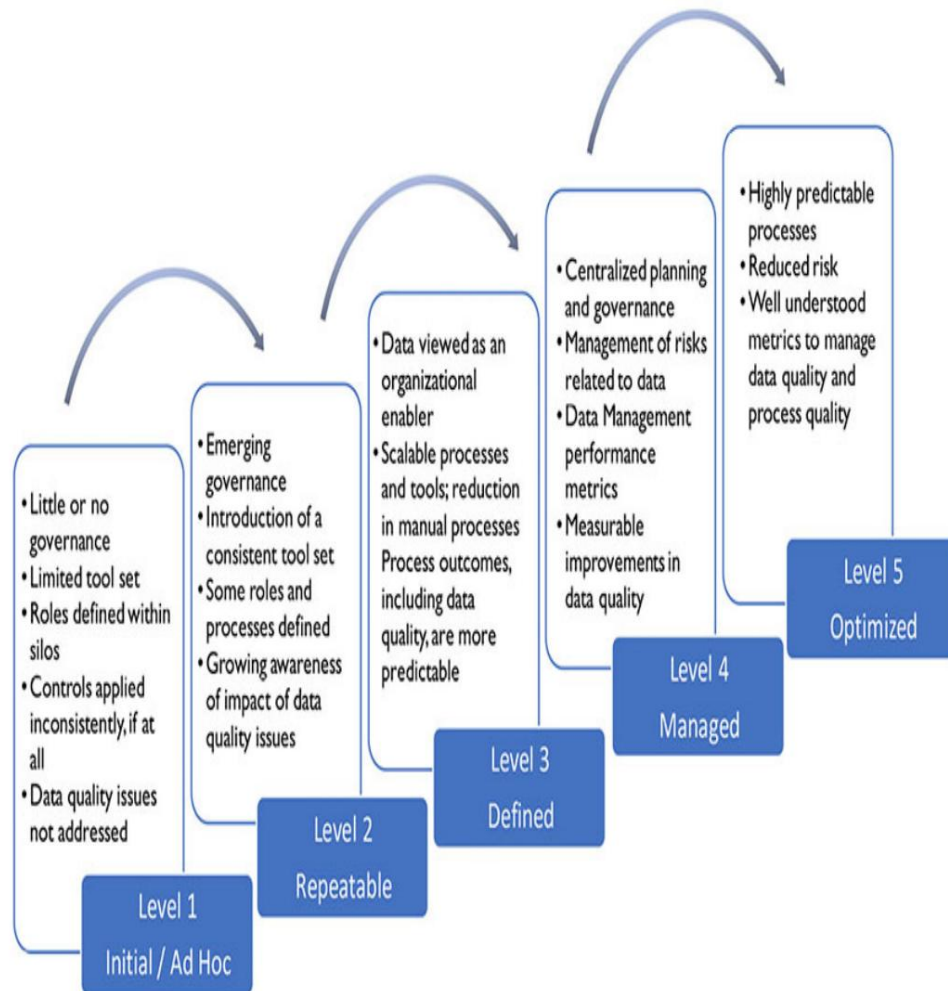 • Little or no
governance
• Limited tool set
• Roles defined within
silos
• Controls applied
inconsistently, if at
all
• Data quality issues
not addressed
Level 1
Initial / Ad Hoc
• Emerging
governance
• Introduction of a
consistent tool set
• Some roles and
processes defined
• Growing awareness
of impact of data
quality issues
Level 2
Repeatable
• Data viewed as an
organizational
enabler
• Scalable processes
and tools; reduction
in manual processes
Process outcomes,
including data
quality, are more
predictable
Level 3
Defined
• Centralized planning
and governance
• Management of risks
related to data
• Data Management
performance
metrics
• Measurable
improvements in
data quality
Level 4
Managed
• Highly predictable
processes
• Reduced risk
• Well understood
metrics to manage
data quality and
process quality
Level 5
Optimized